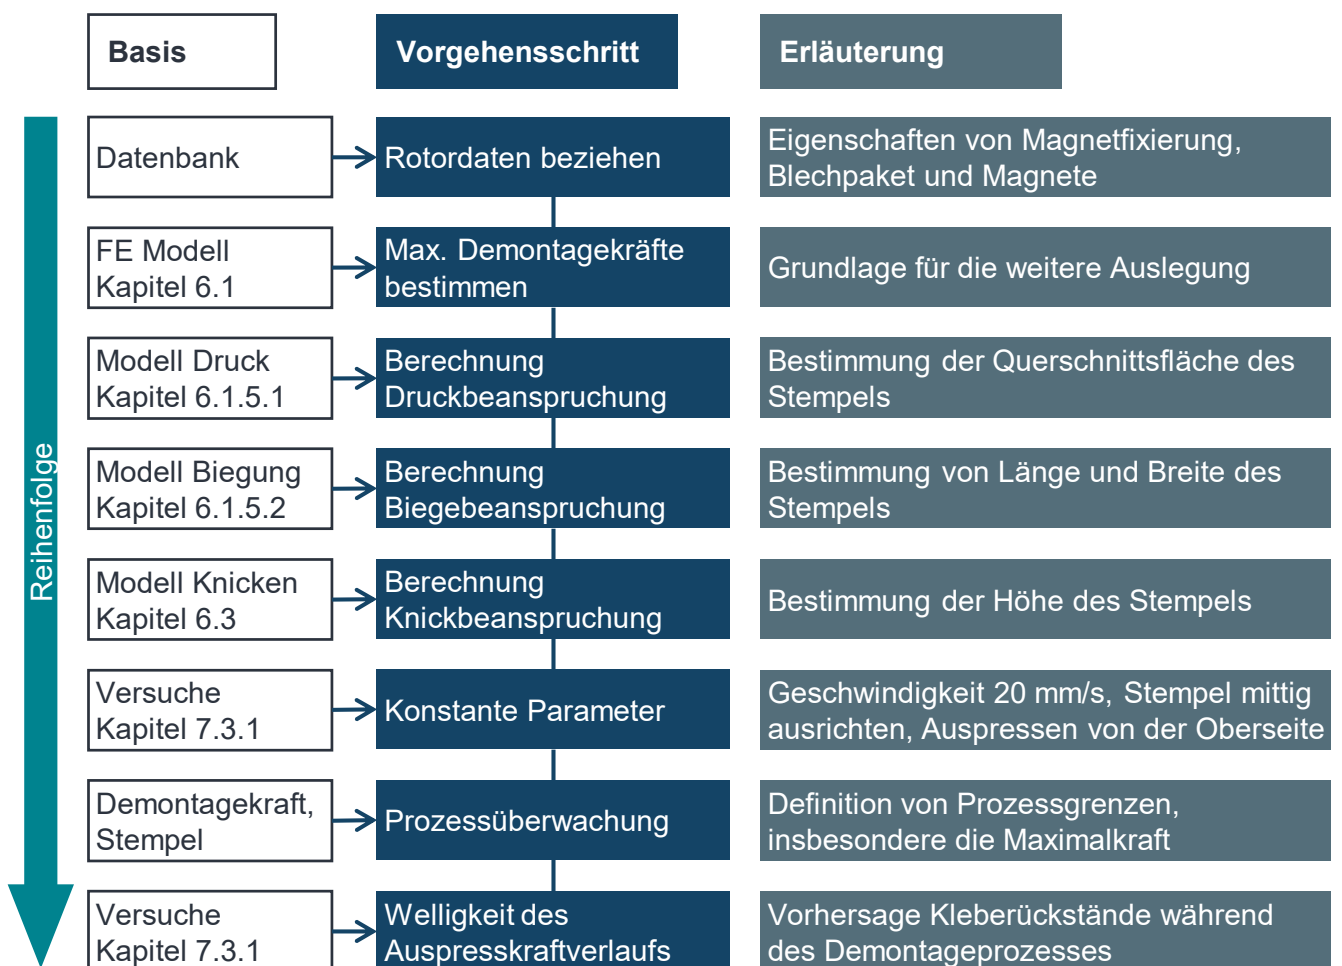 Basis
Vorgehensschritt
Erläuterung
Reihenfolge
Datenbank
Rotordaten beziehen
Eigenschaften von Magnetfixierung,
Blechpaket und Magnete
FE Modell
Kapitel 6.1
Max. Demontagekräfte
bestimmen
Grundlage für die weitere Auslegung
Modell Druck
Kapitel 6.1.5.1
Berechnung
Druckbeanspruchung
Bestimmung der Querschnittsfläche des
Stempels
Modell Biegung
Kapitel 6.1.5.2
Berechnung
Biegebeanspruchung
Bestimmung von Länge und Breite des
Stempels
Modell Knicken
Kapitel 6.3
Berechnung
Knickbeanspruchung
Bestimmung der Höhe des Stempels
Versuche
Kapitel 7.3.1
Konstante Parameter
Geschwindigkeit 20 mm/s, Stempel mittig
ausrichten, Auspressen von der Oberseite
Demontagekraft,
Stempel
Prozessüberwachung
Definition von Prozessgrenzen,
insbesondere die Maximalkraft
Versuche
Kapitel 7.3.1
Welligkeit des
Auspresskraftverlaufs
Vorhersage Kleberückstände während
des Demontageprozesses